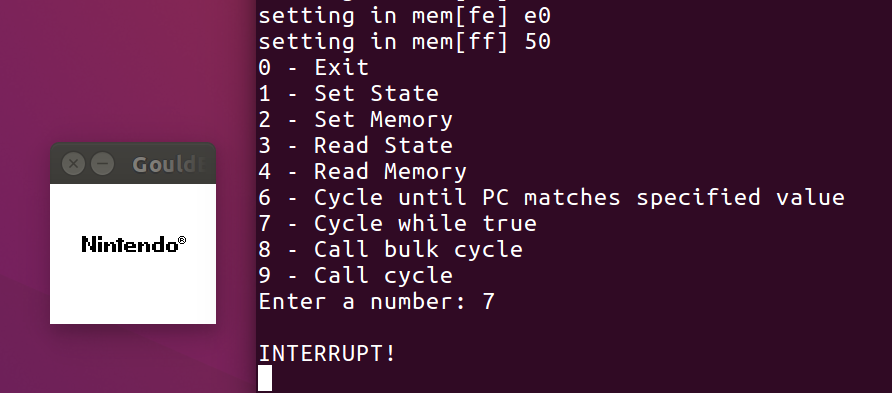 setting in mem[fe] e0
setting in mem[ff] 50
0 - Exit
1 - Set State
2 - Set Memory
3 - Read State
4 - Read Memory
6 - Cycle until PC matches specified value
7 - Cycle while true
8 - Call bulk cycle
9 - Call cycle
Enter a number: 7
INTERRUPT!
Nintendo®